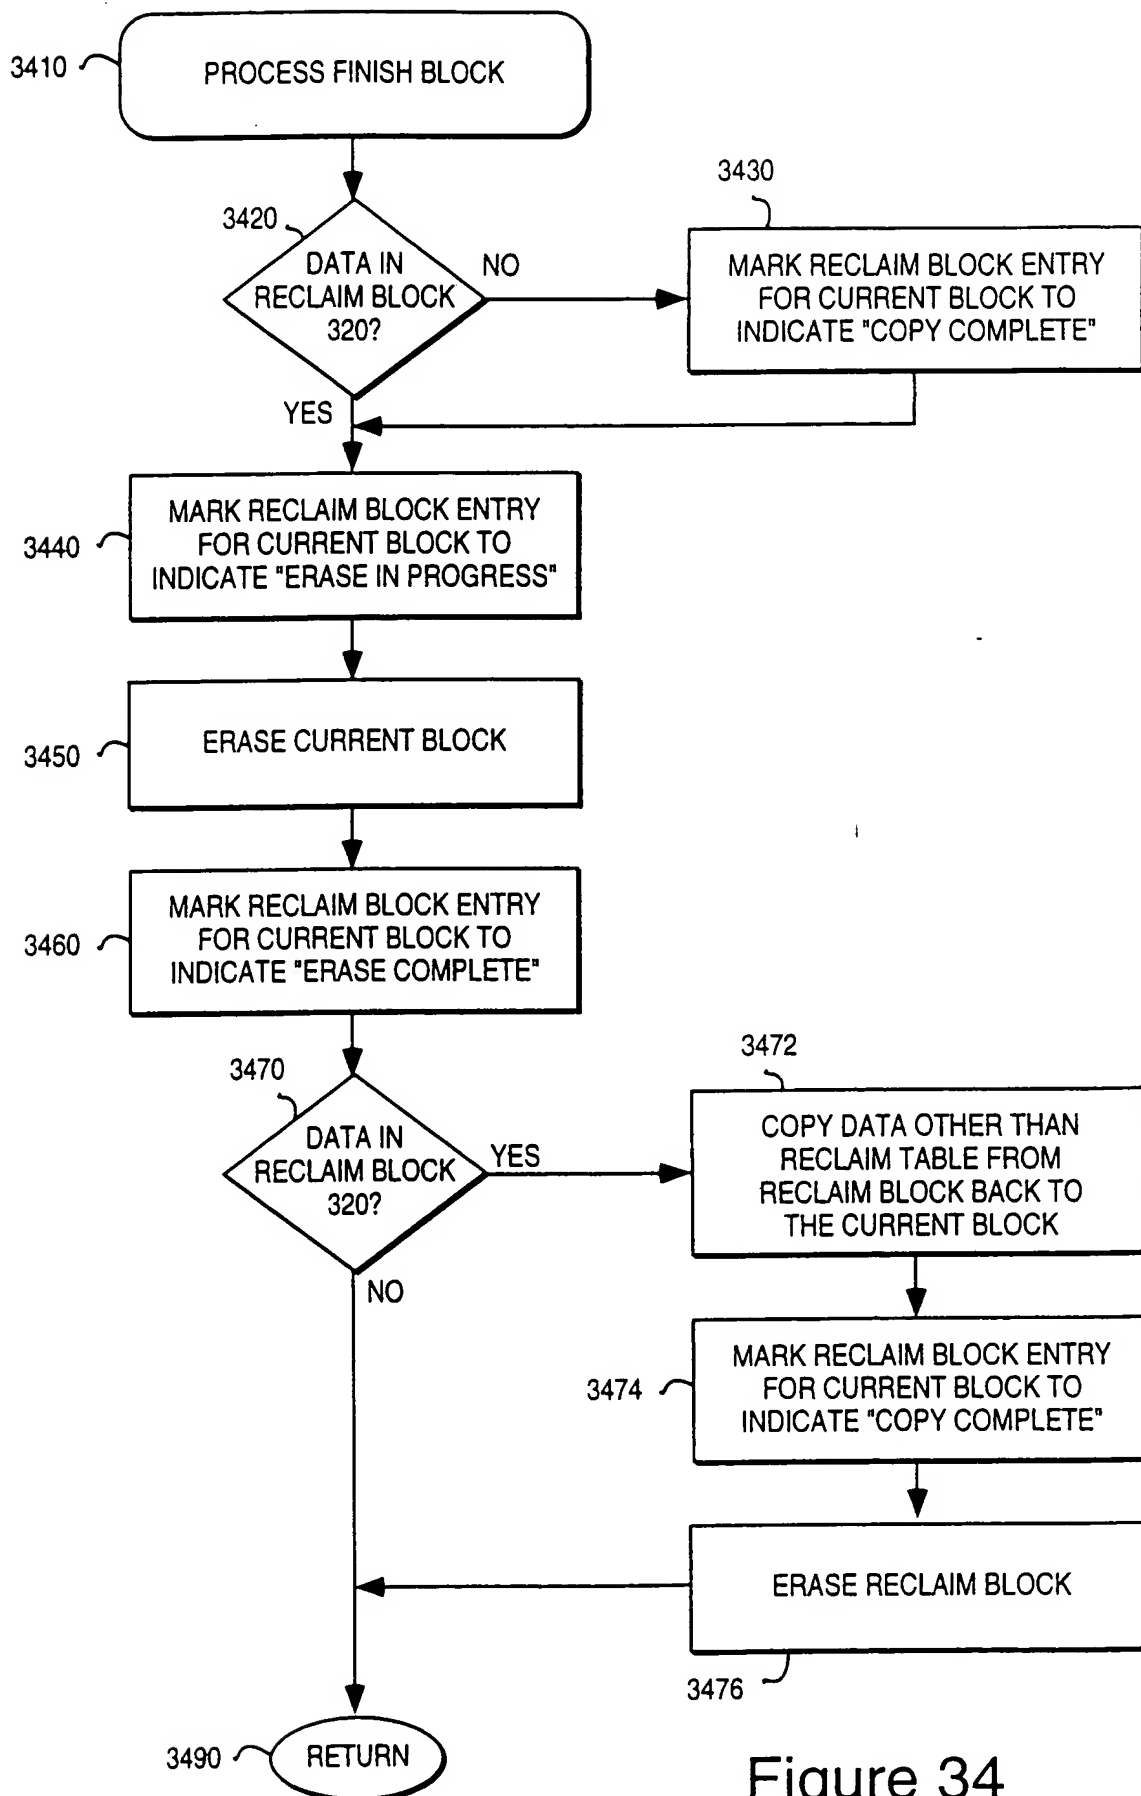 3410
PROCESS FINISH BLOCK
3420
DATA IN
RECLAIM BLOCK
320?
NO
YES
3430
MARK RECLAIM BLOCK ENTRY
FOR CURRENT BLOCK TO
INDICATE "COPY COMPLETE"
3440
MARK RECLAIM BLOCK ENTRY
FOR CURRENT BLOCK TO
INDICATE "ERASE IN PROGRESS"
3450
ERASE CURRENT BLOCK
3460
MARK RECLAIM BLOCK ENTRY
FOR CURRENT BLOCK TO
INDICATE "ERASE COMPLETE"
3470
DATA IN
RECLAIM BLOCK
320?
YES
NO
3472
COPY DATA OTHER THAN
RECLAIM TABLE FROM
RECLAIM BLOCK BACK TO
THE CURRENT BLOCK
3474
MARK RECLAIM BLOCK ENTRY
FOR CURRENT BLOCK TO
INDICATE "COPY COMPLETE"
ERASE RECLAIM BLOCK
3476
3490
RETURN
Figure 34